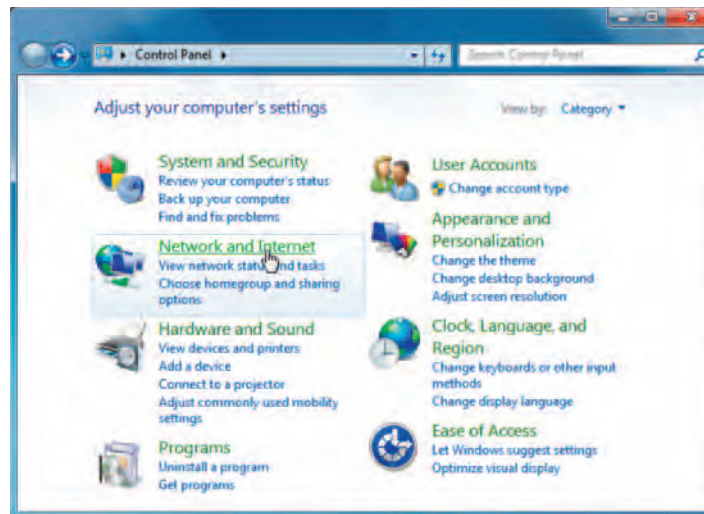 Control Panel
Search Control Panel
Adjust your computer's settings
View by: Category
System and Security
Review your computer's status
Back up your computer
Find and fix problems
Network and Internet
View network status and tasks
Choose homegroup and sharing
options
Hardware and Sound
View devices and printers
Add a device
Connect to a projector
Adjust commonly used mobility
settings
Programs
Uninstall a program
Get programs
User Accounts
Change account type
Appearance and
Personalization
Change the theme
Change desktop background
Adjust screen resolution
Clock, Language, and
Region
Change keyboards or other input
methods
Change display language
Ease of Access
Let Windows suggest settings
Optimize visual display